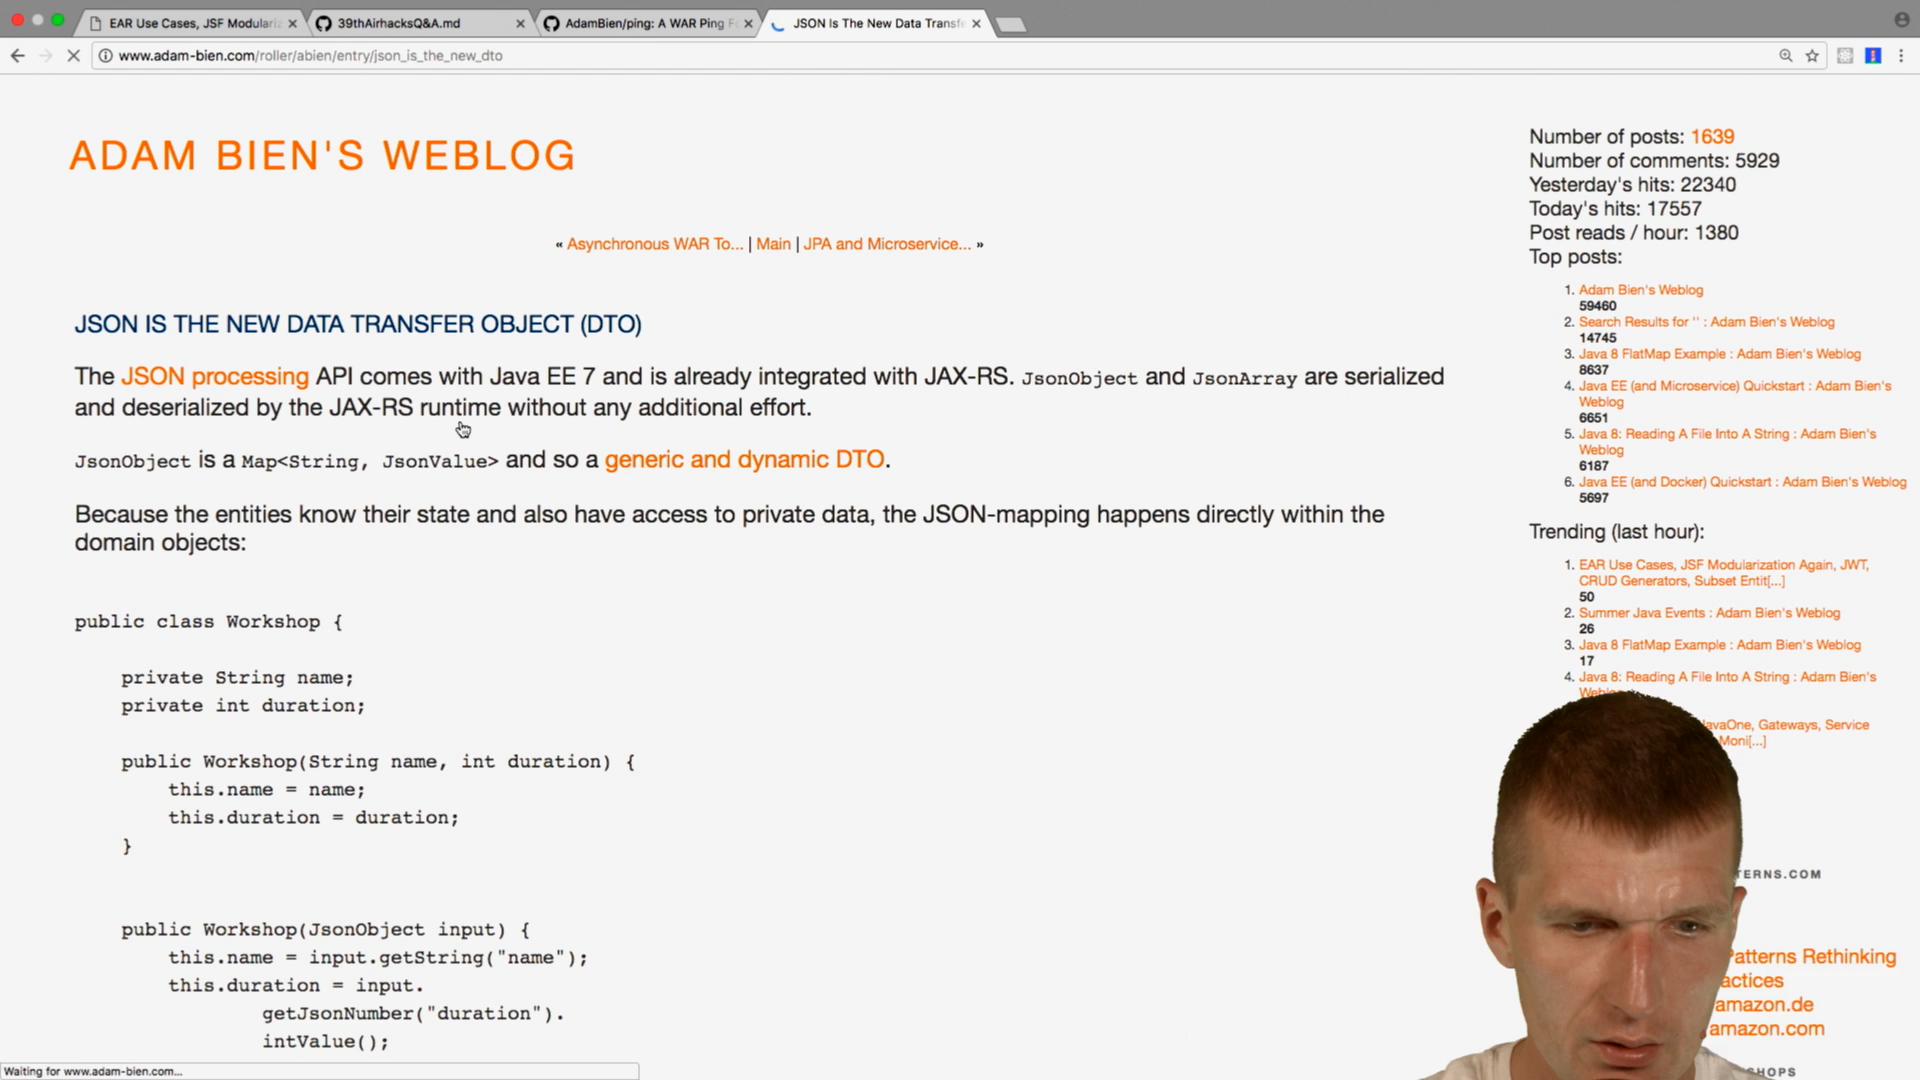 EAR Use Cases, JSF Modulariz
39thAirhacksQ&A.md
AdamBien/ping: A WAR Ping F
JSON Is The New Data Transf
www.adam-bien.com/roller/abien/entry/json_is_the_new_dto
ADAM BIEN'S WEBLOG
« Asynchronous WAR To... | Main | JPA and Microservice... »
JSON IS THE NEW DATA TRANSFER OBJECT (DTO)
The JSON processing API comes with Java EE 7 and is already integrated with JAX-RS. JsonObject and JsonArray are serialized
and deserialized by the JAX-RS runtime without any additional effort.
JsonObject is a Map<String, JsonValue> and so a generic and dynamic DTO.
Because the entities know their state and also have access to private data, the JSON-mapping happens directly within the
domain objects:
public class Workshop {
private String name;
private int duration;
public Workshop(String name, int duration) {
this.name = name;
this.duration = duration;
}
public Workshop(JsonObject input) {
this.name = input.getString("name");
this.duration = input.
getJsonNumber("duration").
intValue();
Waiting for www.adam-bien.com...
Number of posts: 1639
Number of comments: 5929
Yesterday's hits: 22340
Today's hits: 17557
Post reads / hour: 1380
Top posts:
1. Adam Bien's Weblog
59460
2. Search Results for '' : Adam Bien's Weblog
14745
3. Java 8 FlatMap Example : Adam Bien's Weblog
8637
4. Java EE (and Microservice) Quickstart : Adam Bien's
Weblog
6651
5. Java 8: Reading A File Into A String : Adam Bien's
Weblog
6187
6. Java EE (and Docker) Quickstart : Adam Bien's Weblog
5697
Trending (last hour):
1. EAR Use Cases, JSF Modularization Again, JWT,
CRUD Generators, Subset Entit[...]
50
2. Summer Java Events : Adam Bien's Weblog
26
3. Java 8 FlatMap Example : Adam Bien's Weblog
17
4. Java 8: Reading A File Into A String : Adam Bien's
Weblog
JavaOne, Gateways, Service
Moni[...]
TERNS.COM
Patterns Rethinking
actices
amazon.de
amazon.com
HOPS